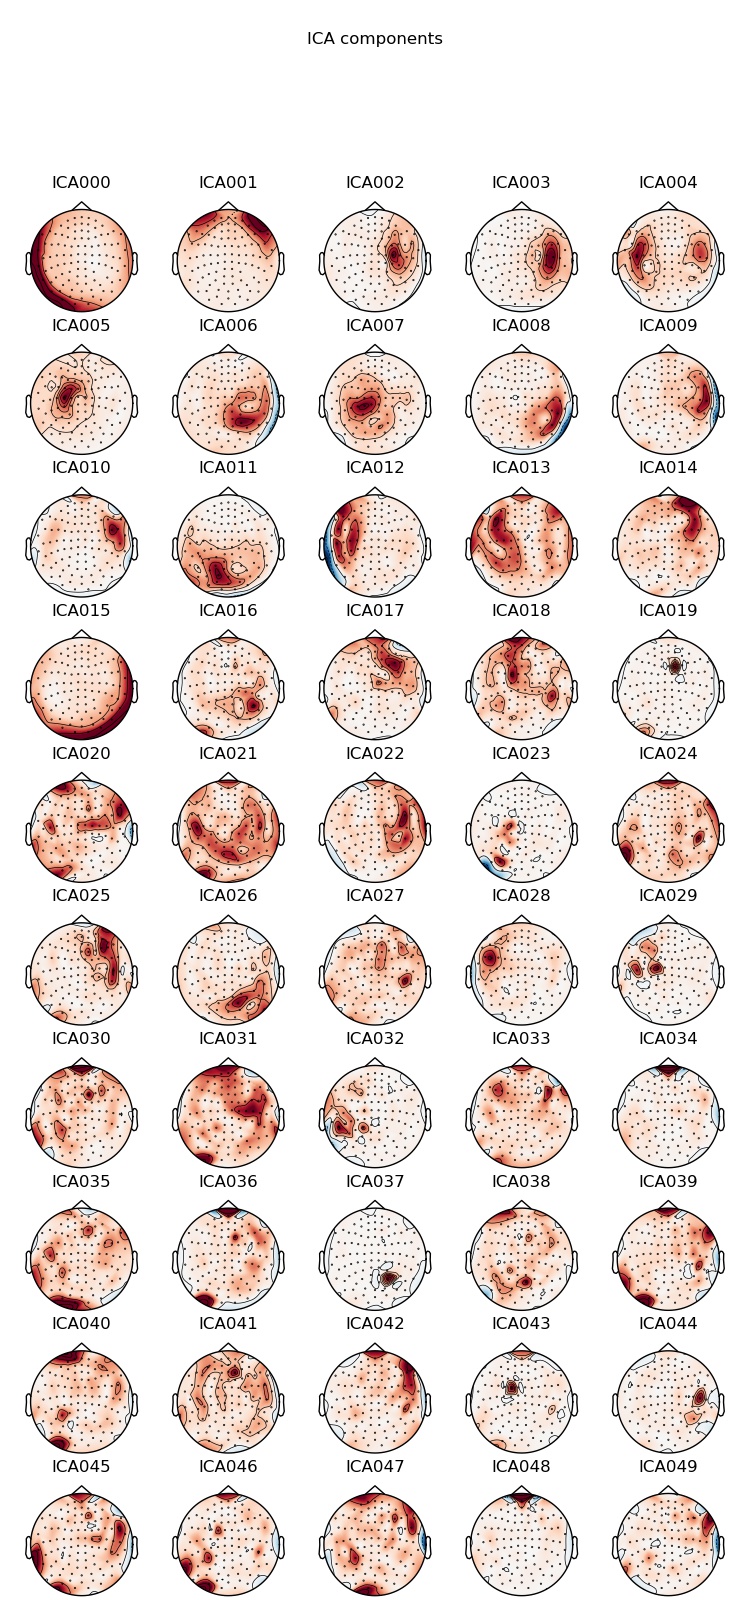 ICA components
ICA000 ICA001 ICA002 ICA003 ICA004
ICA005 ICA006 ICA007 ICA008 ICA009
ICA010 ICA011 ICA012 ICA013 ICA014
ICA015 ICA016 ICA017 ICA018 ICA019
ICA020 ICA021 ICA022 ICA023 ICA024
ICA025 ICA026 ICA027 ICA028 ICA029
ICA030 ICA031 ICA032 ICA033 ICA034
ICA035 ICA036 ICA037 ICA038 ICA039
ICA040 ICA041 ICA042 ICA043 ICA044
ICA045 ICA046 ICA047 ICA048 ICA049